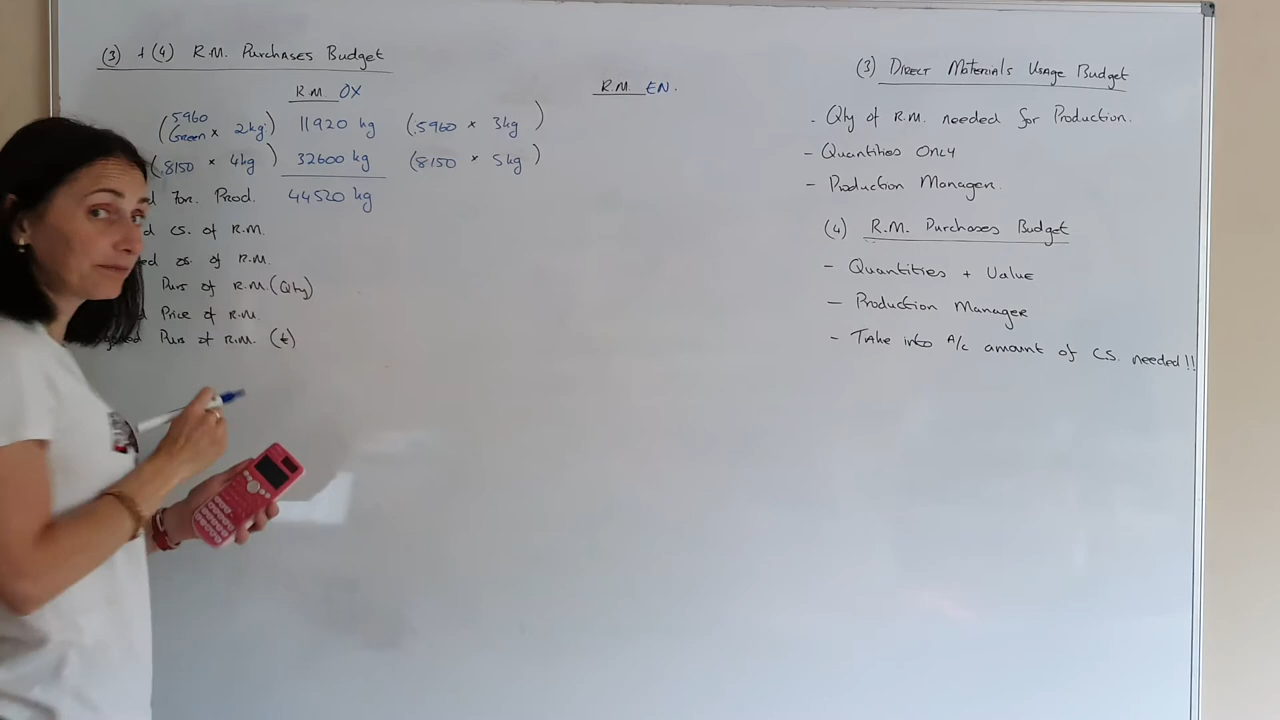 (3) + (4) R.M. Purchases Budget
R.M. OX
R.M. EN.
5960
(Green × 2kg) 11920 kg (5960 × 3kg)
(8150 × 4kg) 32600 kg (8150 × 5kg)
For. Prod. 44520 kg
CS. of R.M.
OS. of R.M.
Purs of R.M. (Qty)
Price of R.M.
Purs of R.M. (€)
(3) Direct Materials Usage Budget
- Qty of R.M. needed for Production.
- Quantities Only
- Production Manager.
(4) R.M. Purchases Budget
- Quantities + Value
- Production Manager
- Take into A/c amount of CS. needed!!